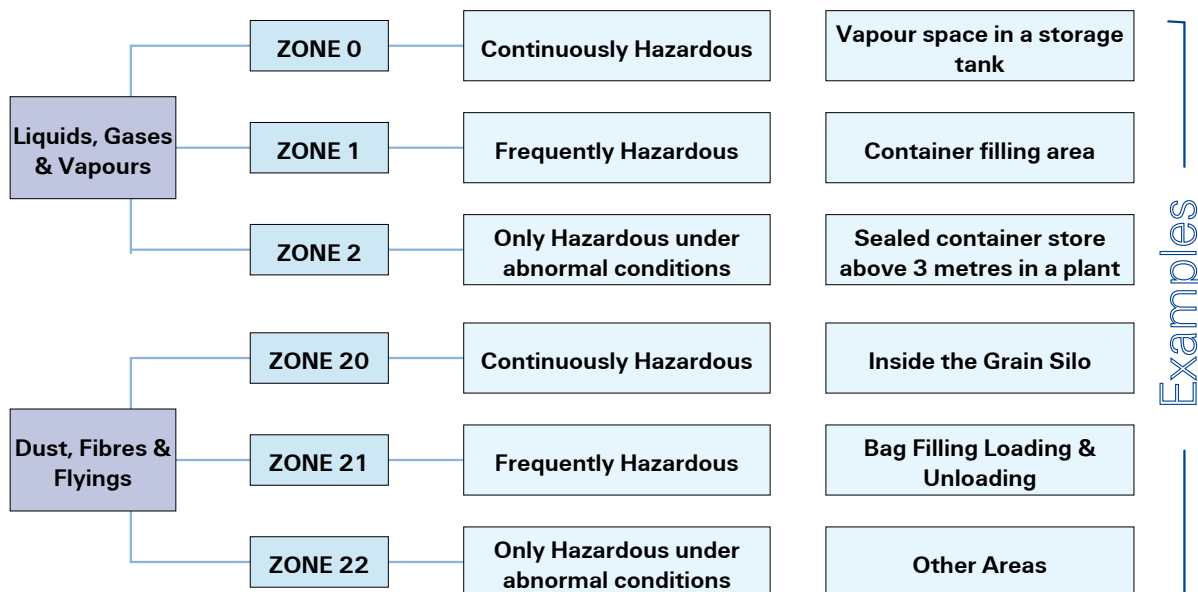 Liquids, Gases
& Vapours
ZONE 0
Continuously Hazardous
Vapour space in a storage
tank
ZONE 1
Frequently Hazardous
Container filling area
ZONE 2
Only Hazardous under
abnormal conditions
Sealed container store
above 3 metres in a plant
Dust, Fibres &
Flyings
ZONE 20
Continuously Hazardous
Inside the Grain Silo
ZONE 21
Frequently Hazardous
Bag Filling Loading &
Unloading
ZONE 22
Only Hazardous under
abnormal conditions
Other Areas
Examples